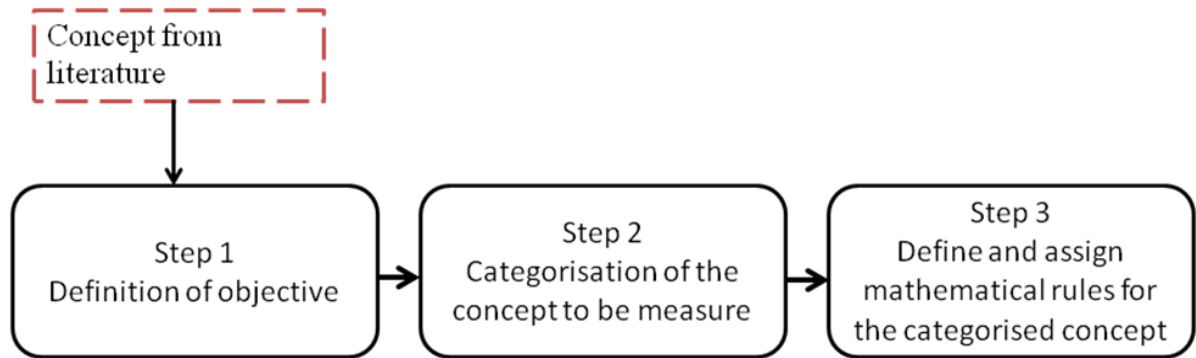 Concept from
literature
Step 1
Definition of objective
Step 2
Categorisation of the
concept to be measure
Step 3
Define and assign
mathematical rules for
the categorised concept